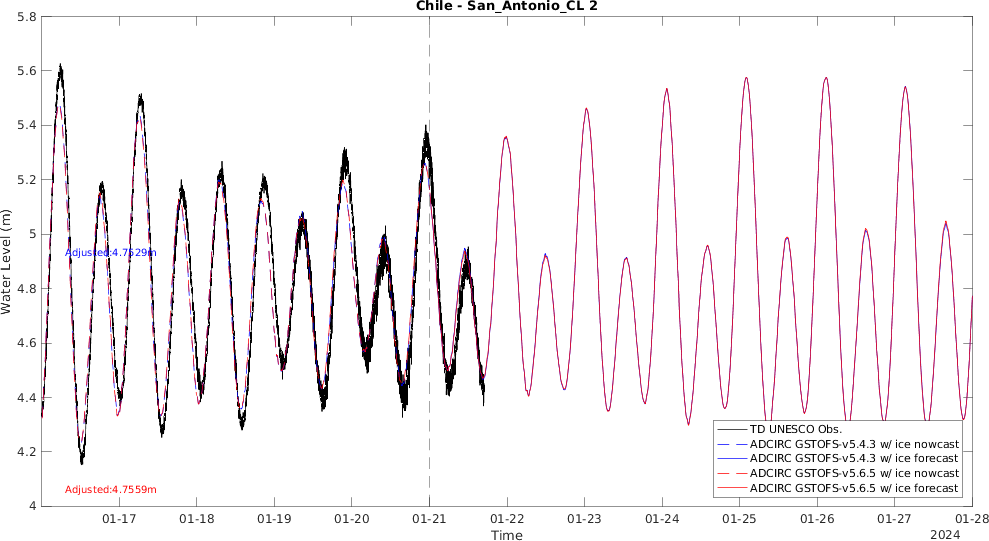 Chile - San_Antonio_CL 2
5.8
5.6
5.4
5.2
5
4.8
4.6
4.4
4.2
4
Water Level (m)
Adjusted:4.7529m
Adjusted:4.7559m
TD UNESCO Obs.
ADCIRC GSTOFS-v5.4.3 w/ ice nowcast
ADCIRC GSTOFS-v5.4.3 w/ ice forecast
ADCIRC GSTOFS-v5.6.5 w/ ice nowcast
ADCIRC GSTOFS-v5.6.5 w/ ice forecast
01-17 01-18 01-19 01-20 01-21 01-22 01-23 01-24 01-25 01-26 01-27 01-28
Time
2024